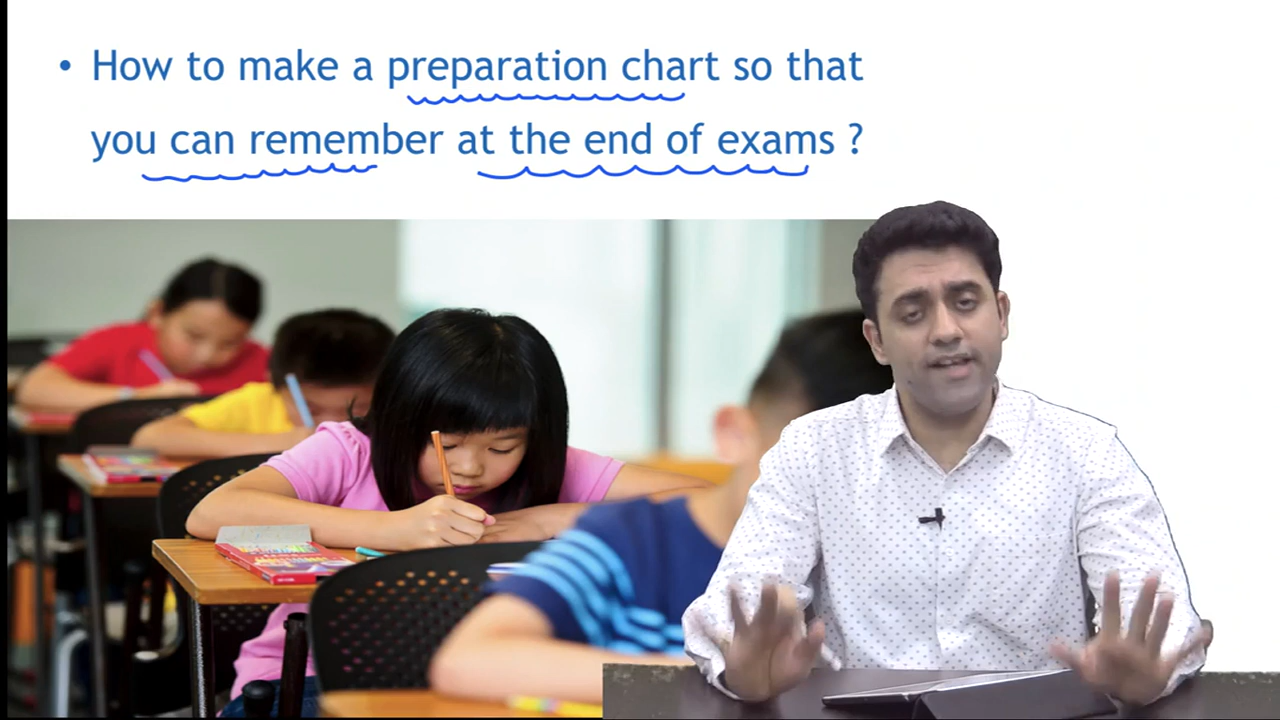 • How to make a preparation chart so that
you can remember at the end of exams ?